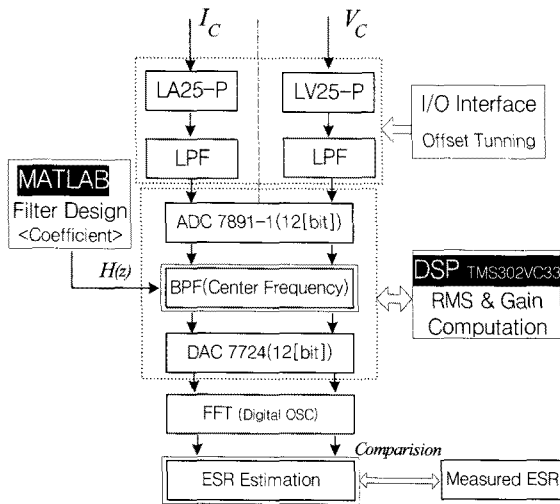 I_C V_C
LA25-P LV25-P
I/O Interface
Offset Tunning
LPF LPF
MATLAB
Filter Design
<Coefficient>
ADC 7891-1(12[bit])
H(z)
BPF(Center Frequency)
DSP TMS302VC33
RMS & Gain
Computation
DAC 7724(12[bit])
FFT (Digital OSC)
Comparision
ESR Estimation
Measured ESR